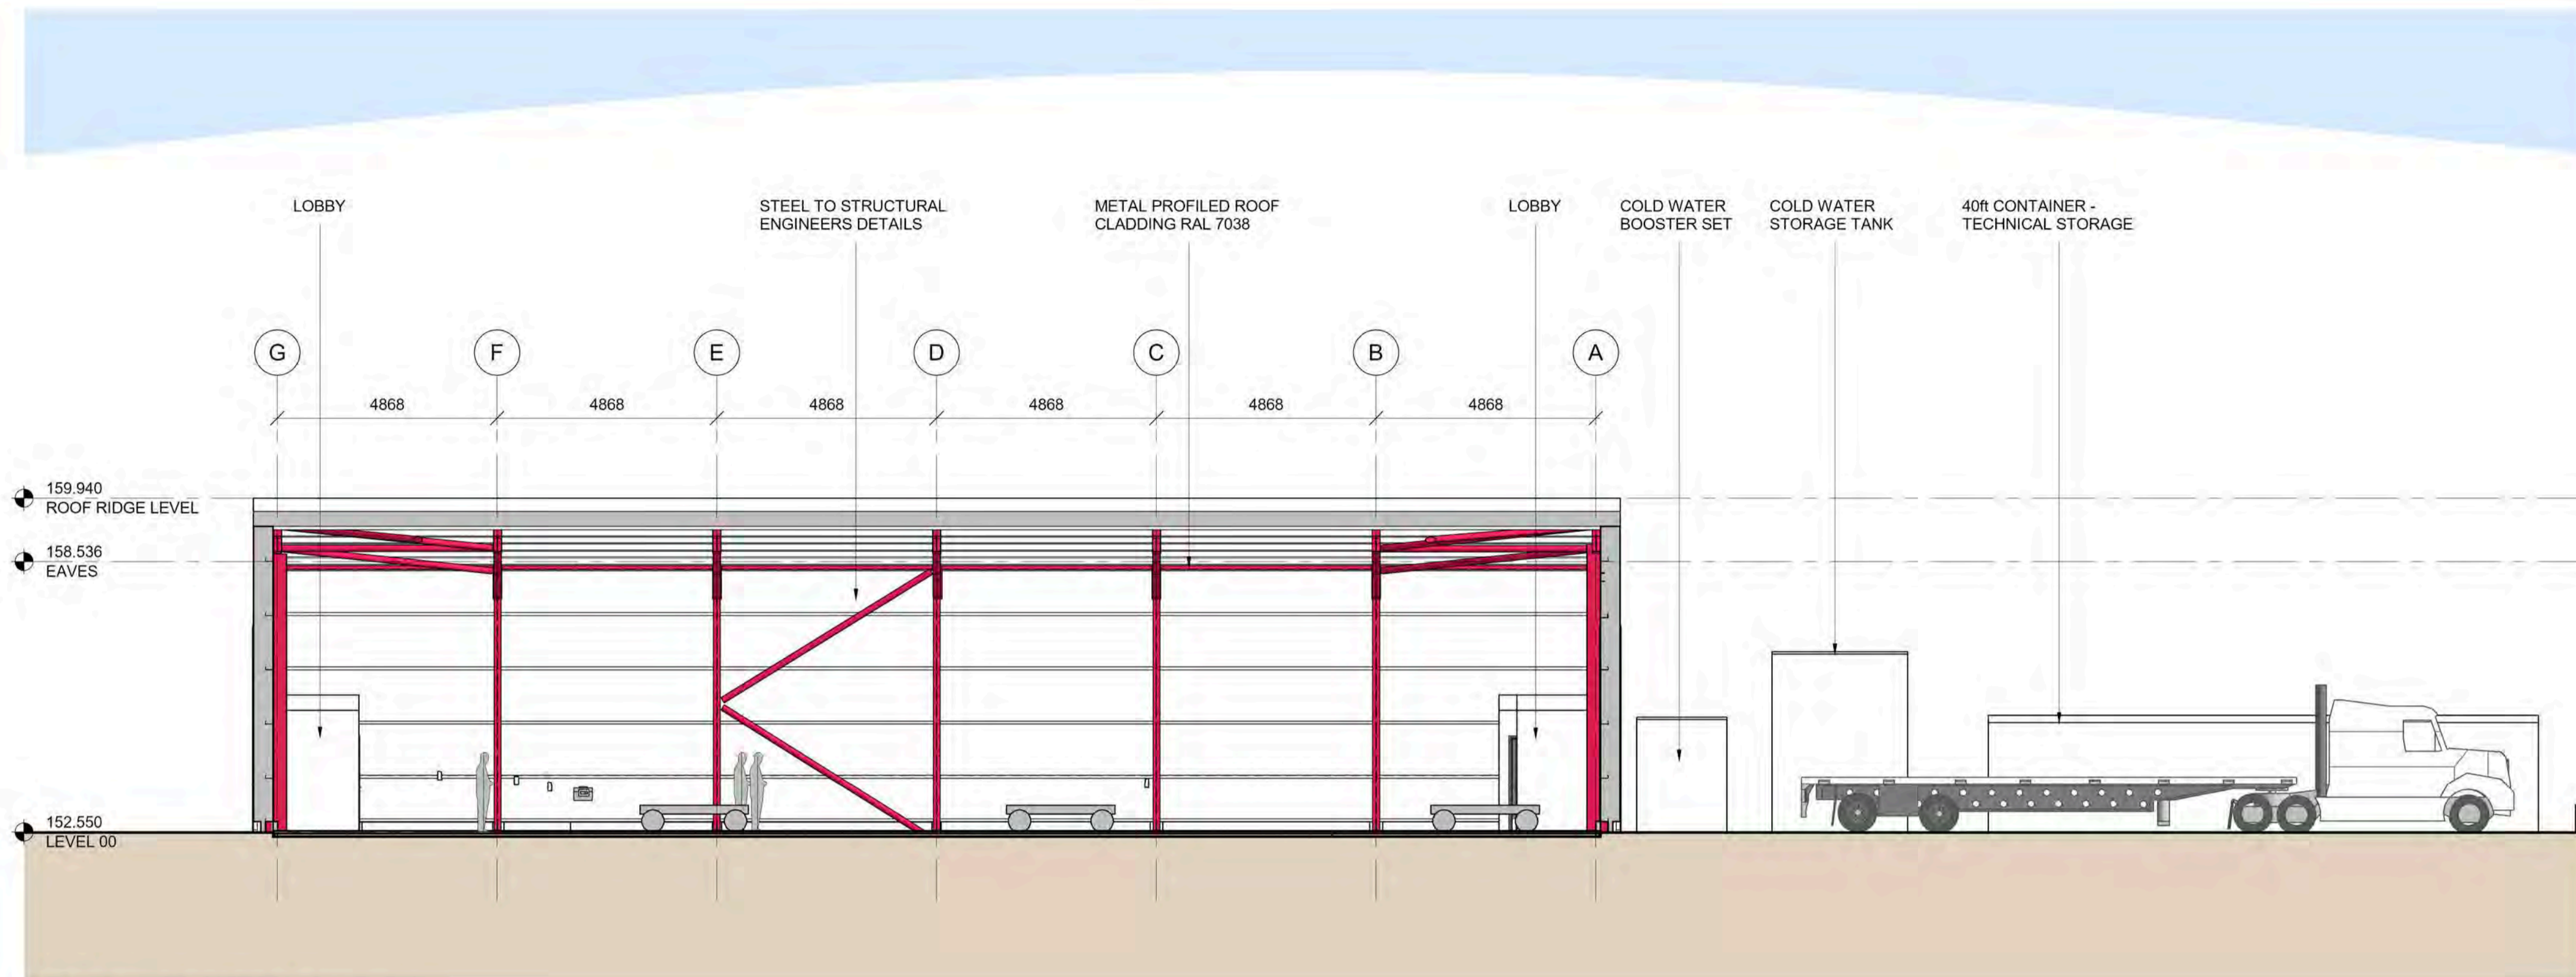 LOBBY
STEEL TO STRUCTURAL
ENGINEERS DETAILS
METAL PROFILED ROOF
CLADDING RAL 7038
LOBBY
COLD WATER
BOOSTER SET
COLD WATER
STORAGE TANK
40ft CONTAINER -
TECHNICAL STORAGE
G
F
E
D
C
B
A
4868
4868
4868
4868
4868
4868
159.940
ROOF RIDGE LEVEL
158.536
EAVES
152.550
LEVEL 00